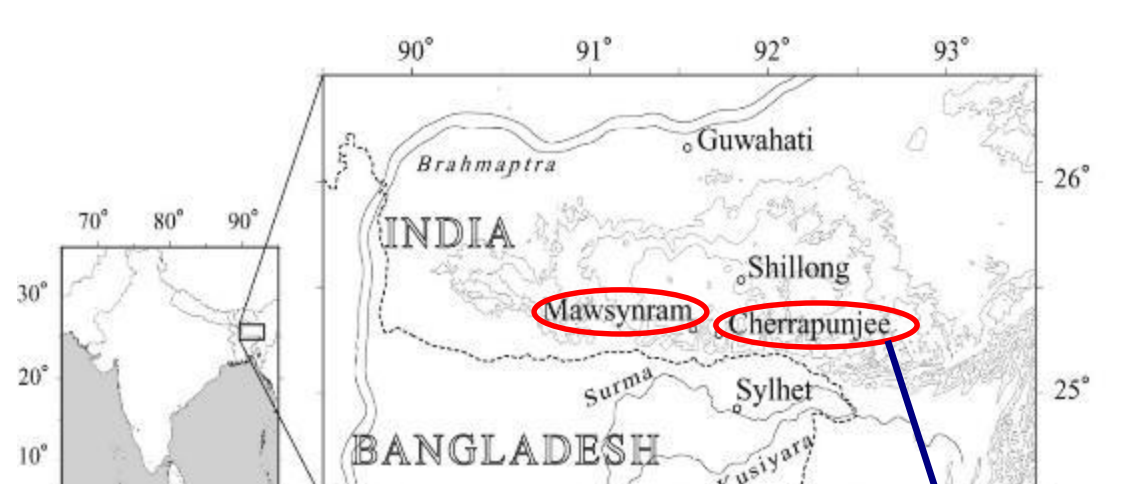 90° 91° 92° 93°
Guwahati
Brahmaptra
26°
70° 80° 90°
INDIA
Shillong
30°
Mawsynram
Cherrapunjee
20°
Surma
Sylhet
25°
10°
BANGLADESH
Kusiyara